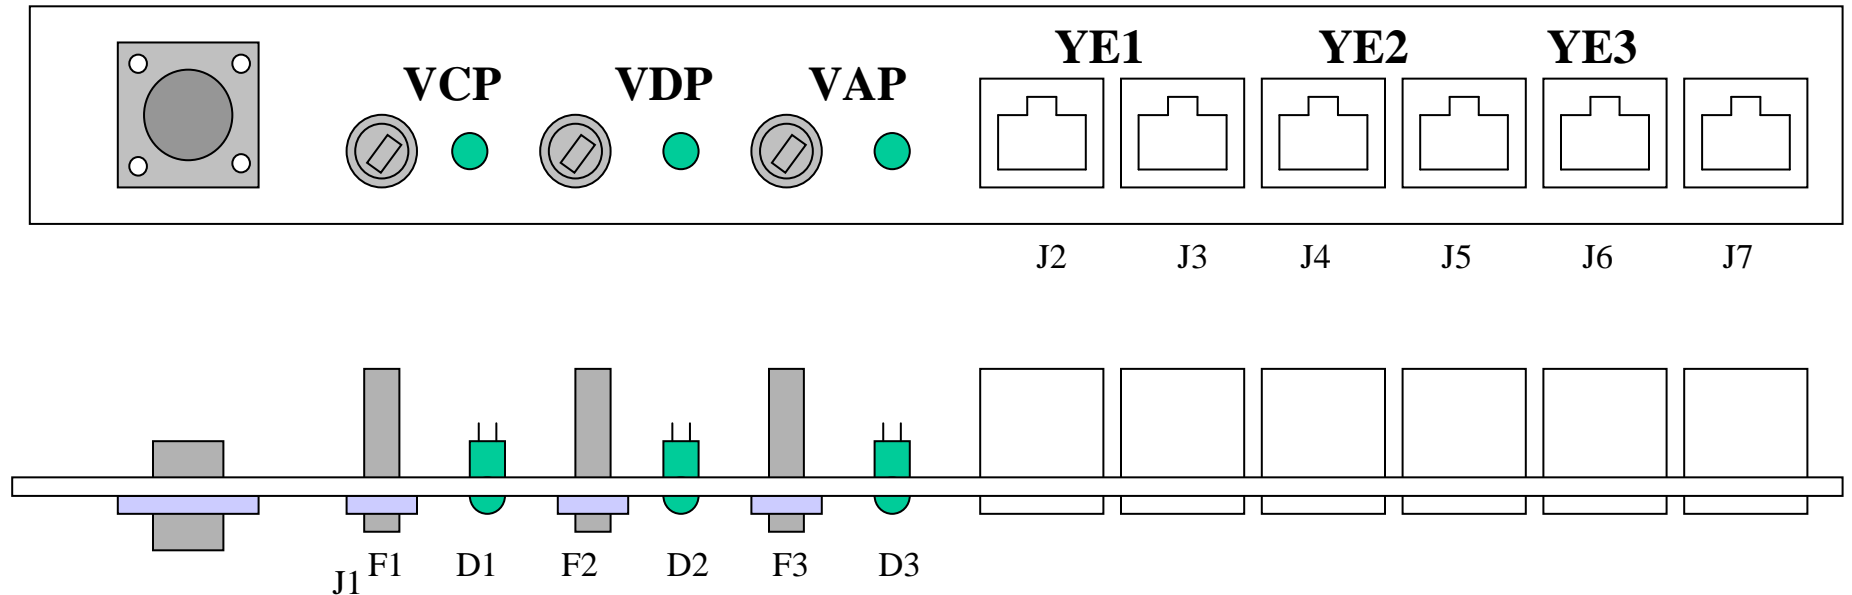 YE1 YE2 YE3
VCP VDP VAP
J2 J3 J4 J5 J6 J7
F1 D1 F2 D2 F3 D3
J1